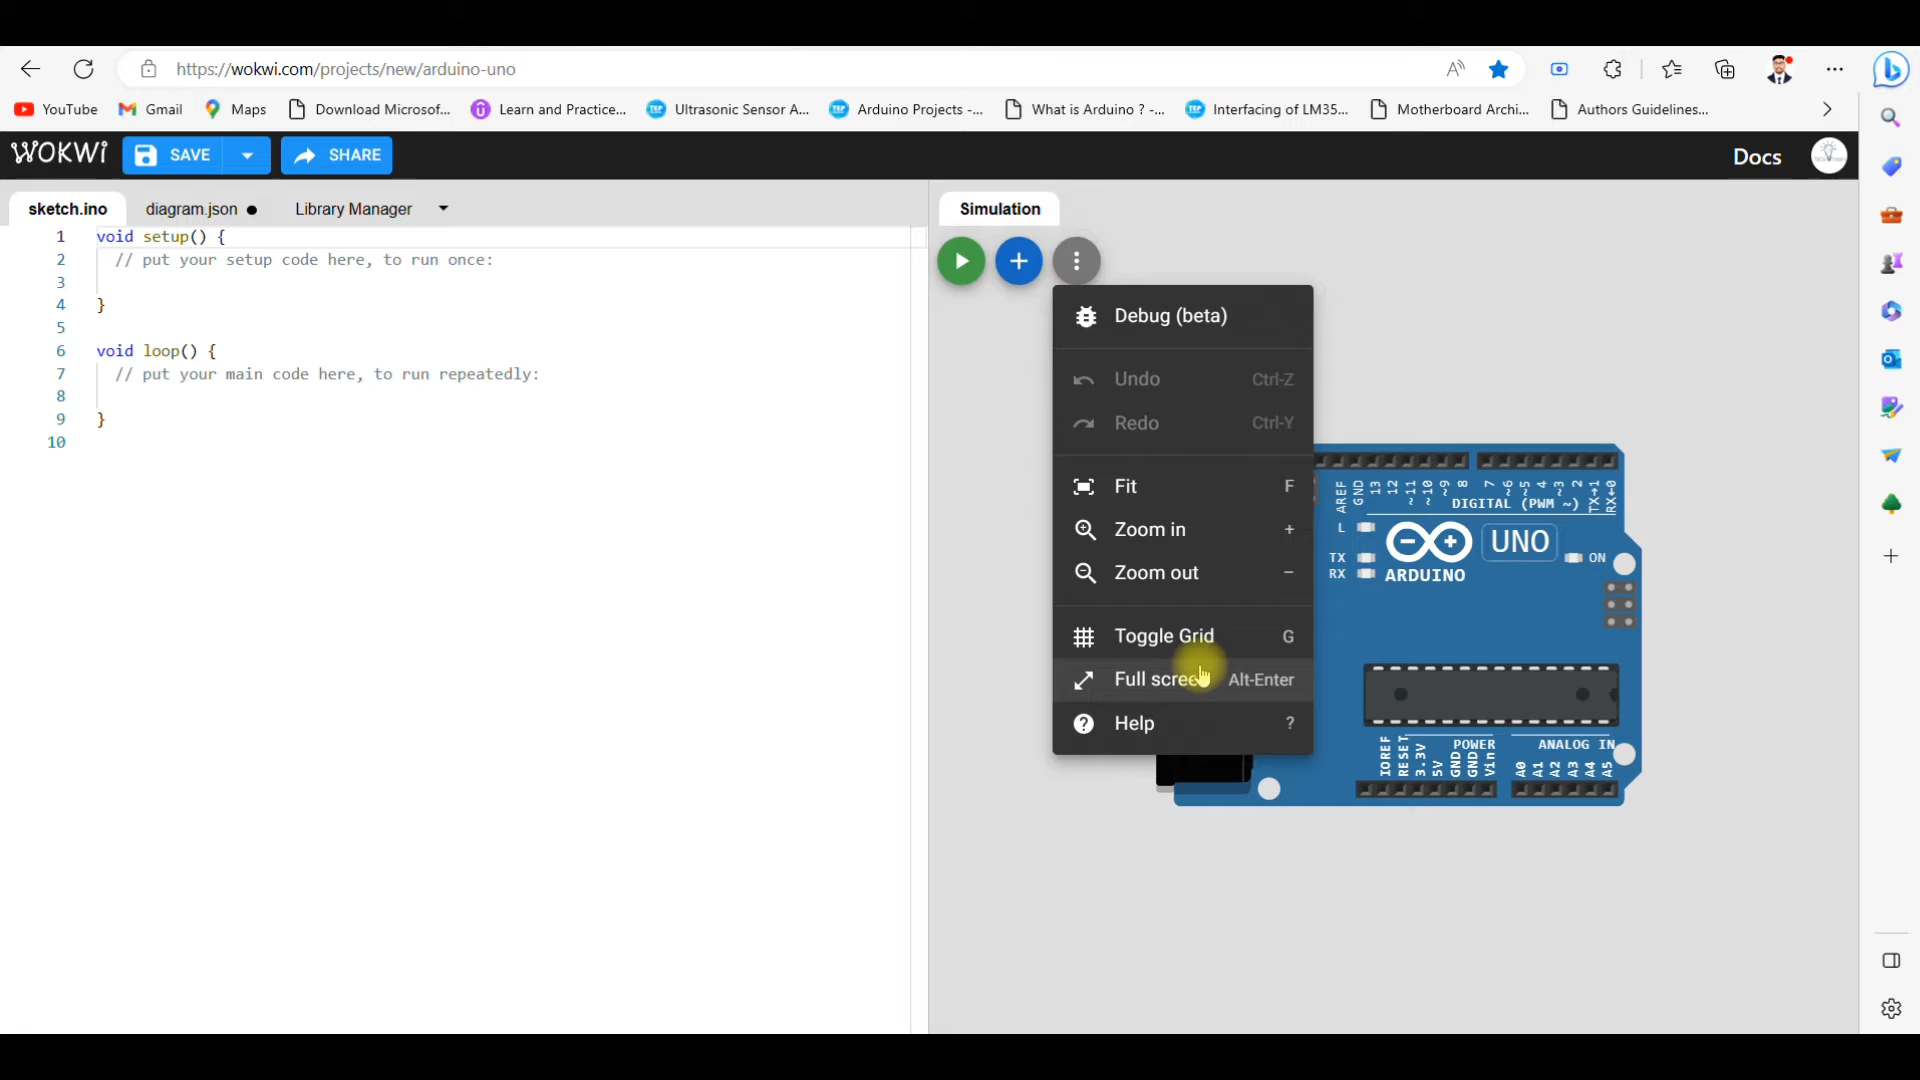 https://wokwi.com/projects/new/arduino-uno
YouTube Gmail Maps Download Microsof... Learn and Practice... Ultrasonic Sensor A... Arduino Projects -... What is Arduino ? -... Interfacing of LM35... Motherboard Archi... Authors Guidelines...
WOKWI SAVE SHARE Docs
sketch.ino diagram.json Library Manager Simulation
1 void setup() {
2 // put your setup code here, to run once:
3
4 }
5
6 void loop() {
7 // put your main code here, to run repeatedly:
8
9 }
10
Debug (beta)
Undo Ctrl-Z
Redo Ctrl-Y
Fit F
Zoom in +
Zoom out -
Toggle Grid G
Full Alt-Enter
Help ?
AREF GND 13 12 ~11 ~10 ~9 8 7 ~6 ~5 4 ~3 2 TX→1 RX←0
DIGITAL (PWM ~)
L
UNO
TX ON
RX ARDUINO
POWER ANALOG IN
IOREF RESET 3.3V 5V GND GND Vin A0 A1 A2 A3 A4 A5